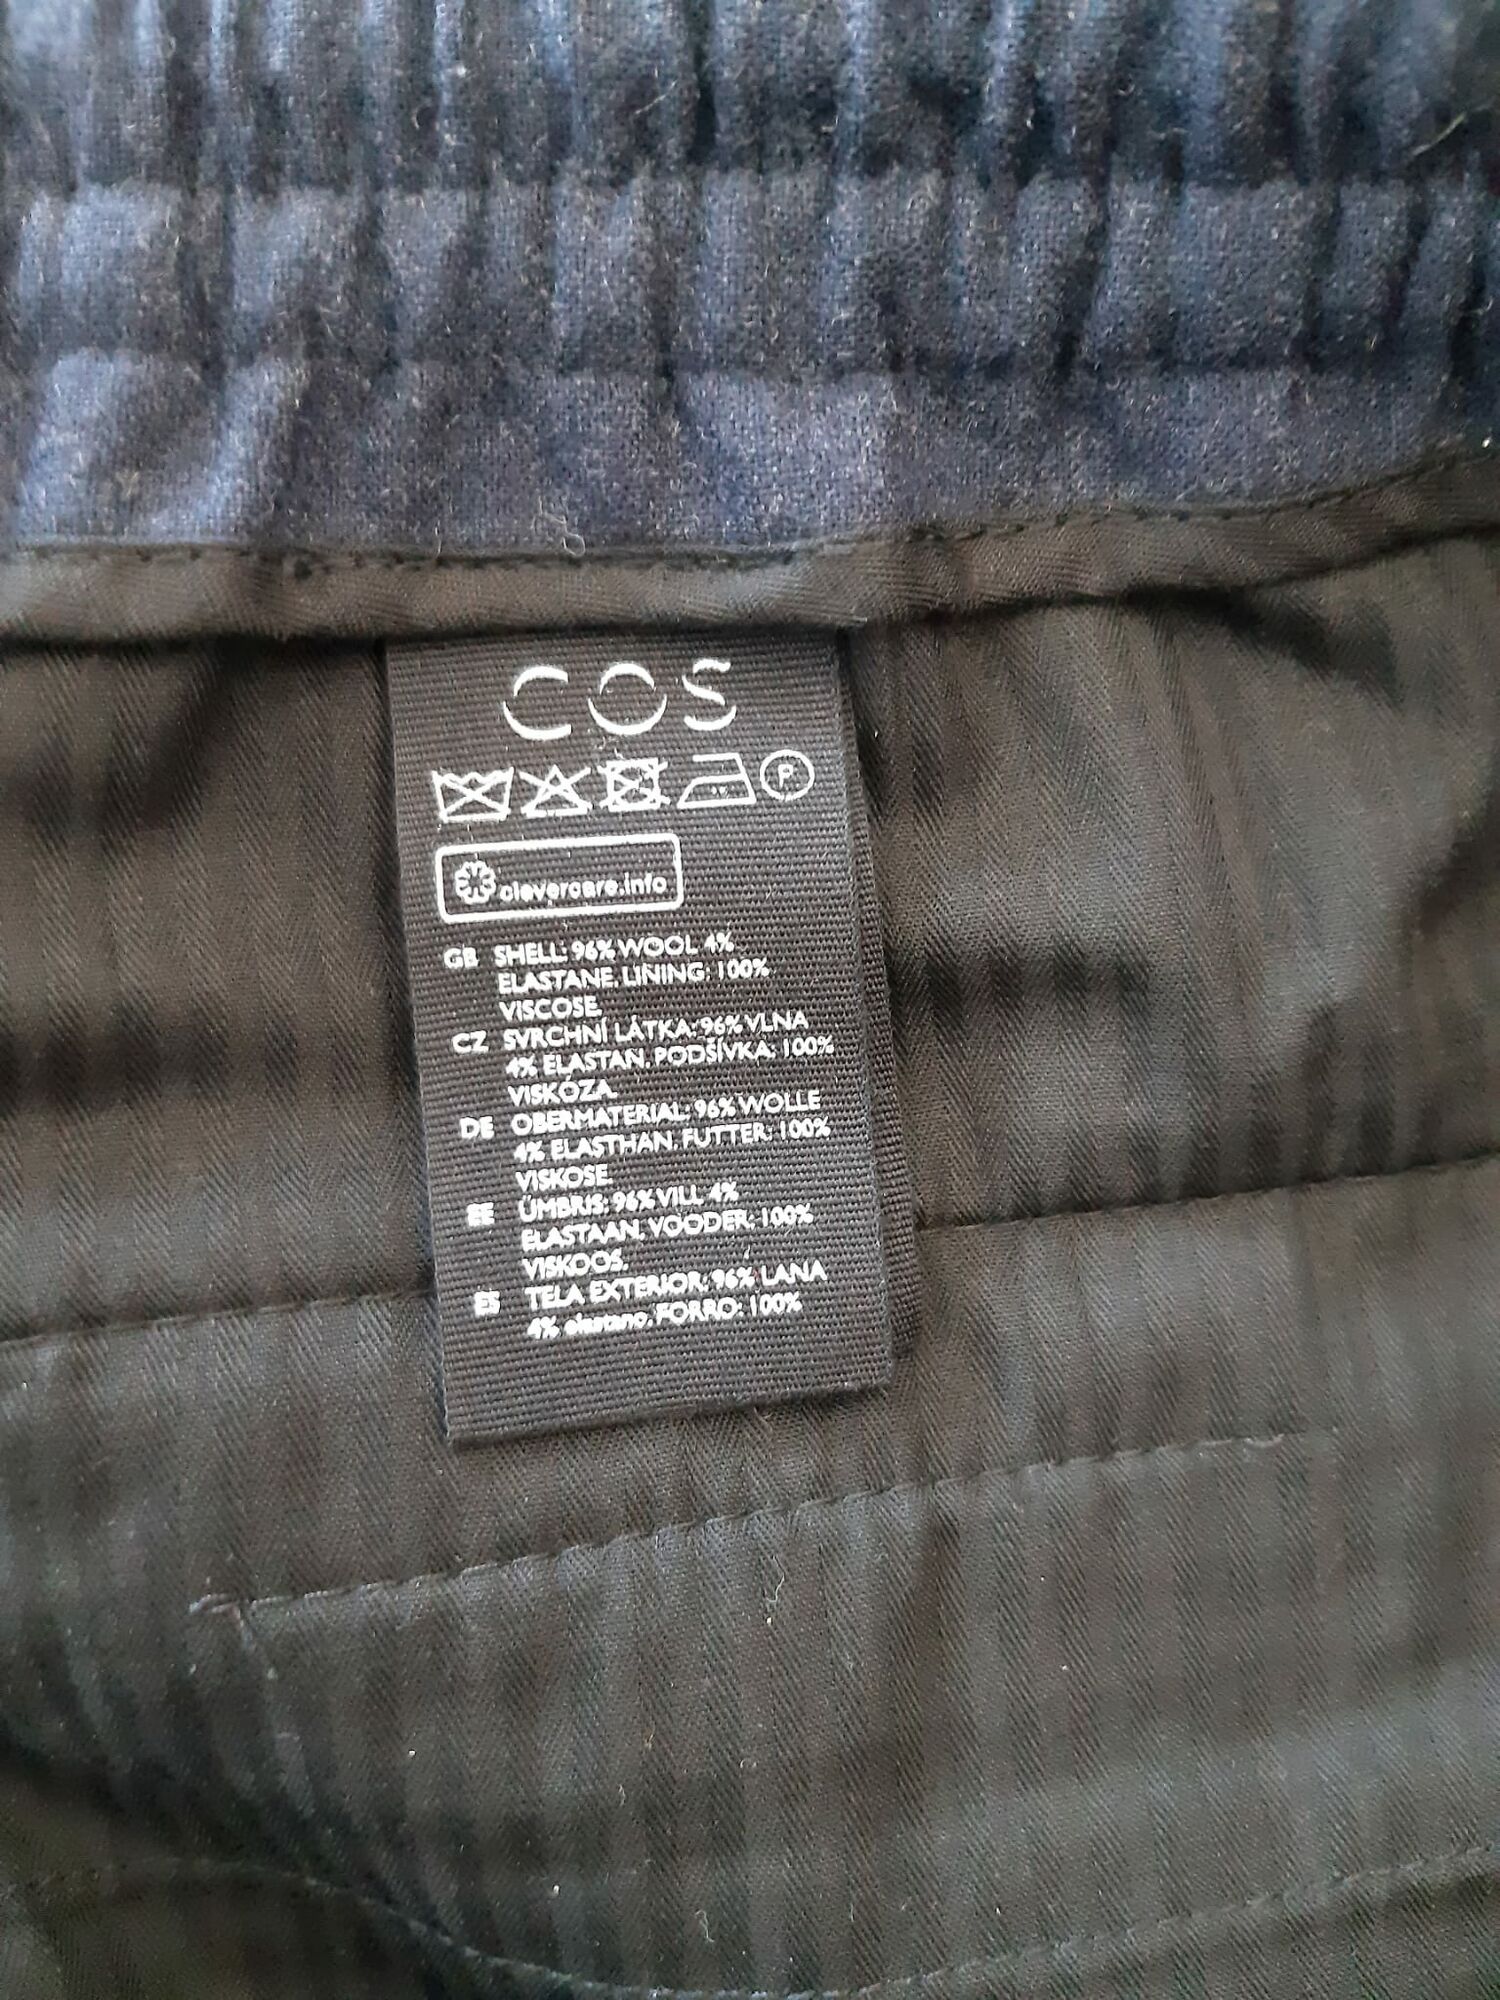 COS
P
clevercare.info
GB SHELL: 96% WOOL 4%
ELASTANE. LINING: 100%
VISCOSE.
CZ SVRCHNÍ LÁTKA: 96% VLNA
4% ELASTAN. PODŠÍVKA: 100%
VISKÓZA.
DE OBERMATERIAL: 96% WOLLE
4% ELASTHAN. FUTTER: 100%
VISKOSE
EE ÜMBRIS: 96% VILL 4%
ELASTAAN. VOODER: 100%
VISKOOS.
ES TELA EXTERIOR: 96% LANA
4% elastano. FORRO: 100%